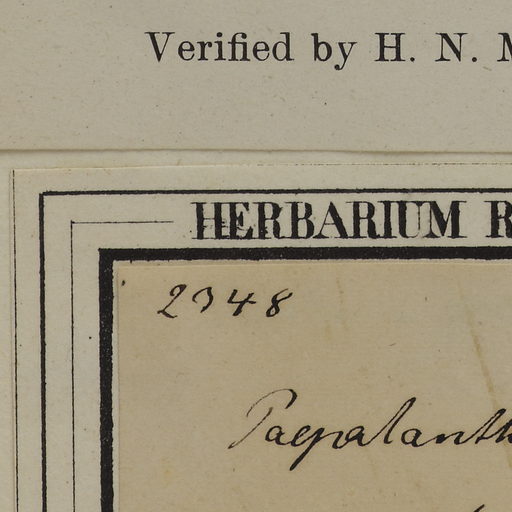 Verified by H. N.
HERBARIUM
2348
Paepalanth